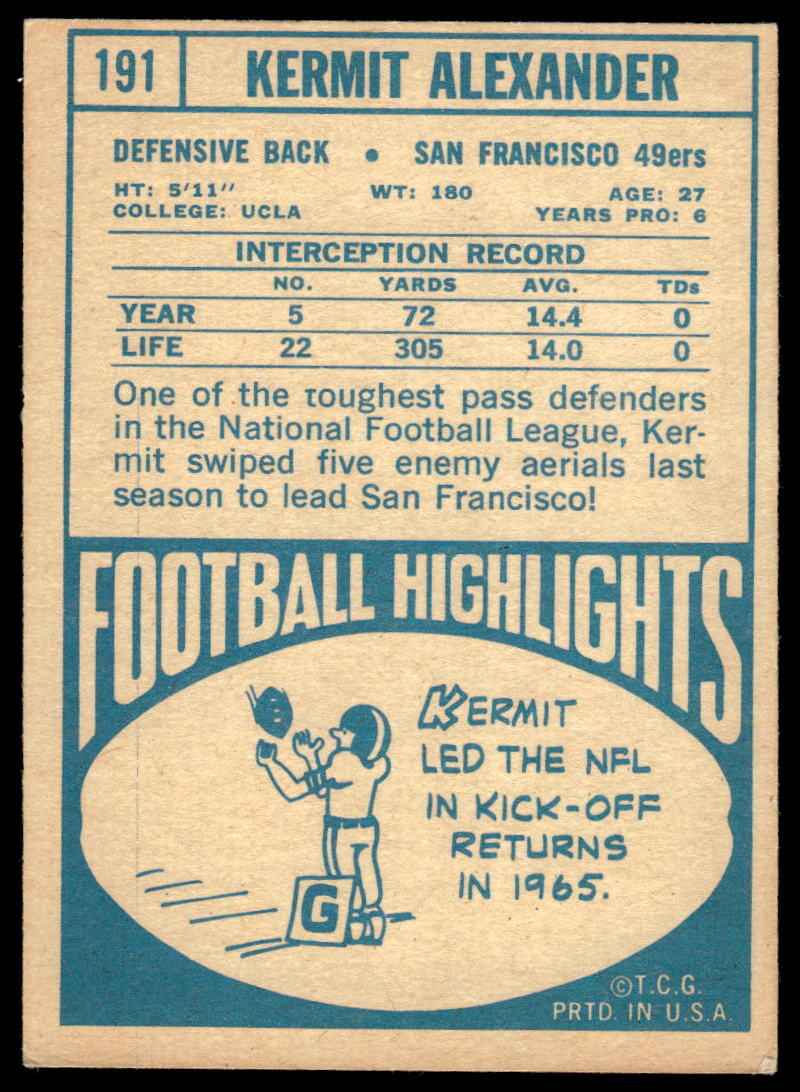 191 KERMIT ALEXANDER
DEFENSIVE BACK • SAN FRANCISCO 49ers
HT: 5'11" WT: 180 AGE: 27
COLLEGE: UCLA YEARS PRO: 6
INTERCEPTION RECORD
NO. YARDS AVG. TDs
YEAR 5 72 14.4 0
LIFE 22 305 14.0 0
One of the toughest pass defenders
in the National Football League, Ker-
mit swiped five enemy aerials last
season to lead San Francisco!
FOOTBALL HIGHLIGHTS
KERMIT
LED THE NFL
IN KICK-OFF
RETURNS
IN 1965.
G
©T.C.G.
PRTD. IN U.S.A.